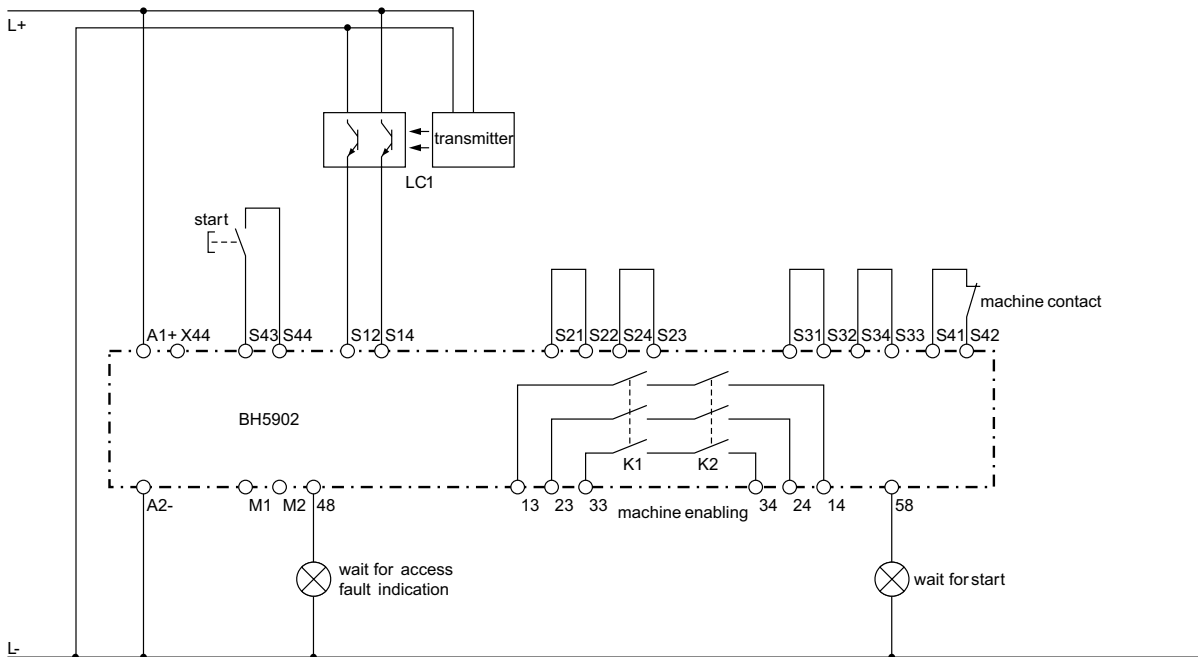 L+
transmitter
LC1
start
machine contact
A1+ X44 S43 S44 S12 S14 S21 S22 S24 S23 S31 S32 S34 S33 S41 S42
BH5902
K1 K2
A2- M1 M2 48 13 23 33 machine enabling 34 24 14 58
wait for access
fault indication
wait for start
L-